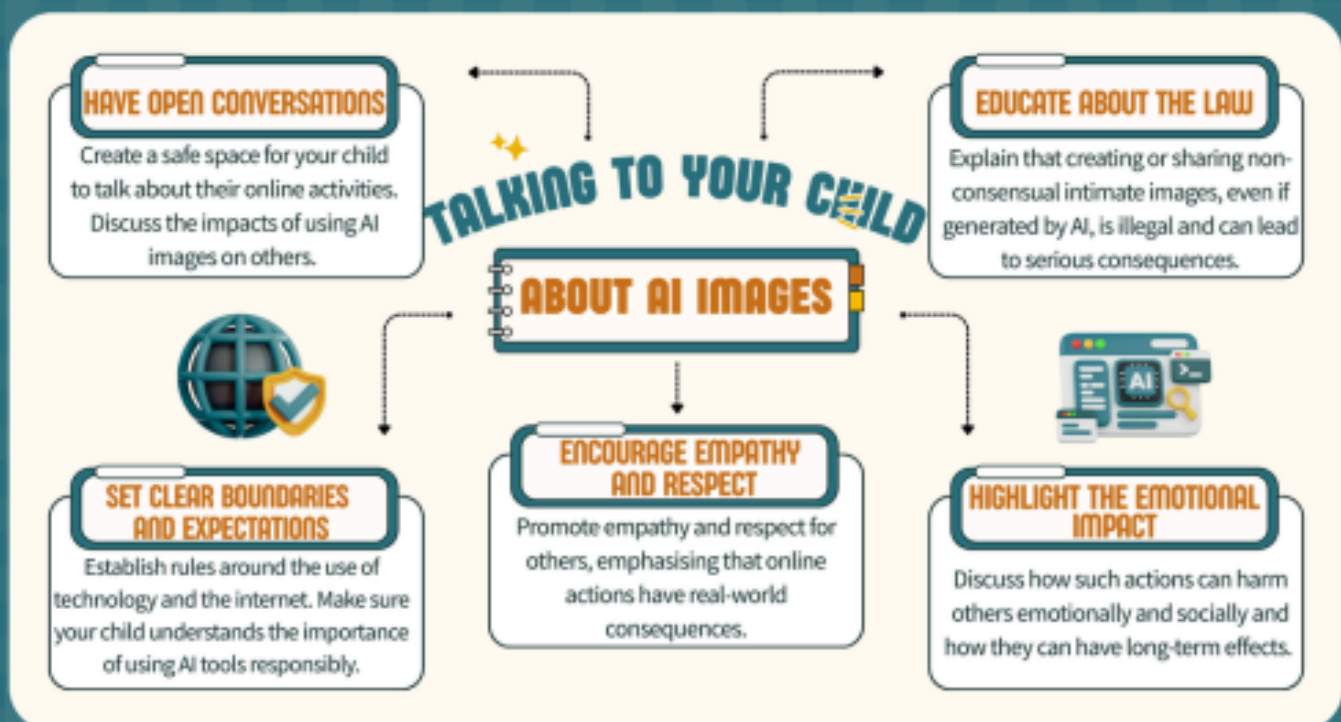 TALKING TO YOUR CHILD
ABOUT AI IMAGES
HAVE OPEN CONVERSATIONS
Create a safe space for your child
to talk about their online activities.
Discuss the impacts of using AI
images on others.
EDUCATE ABOUT THE LAW
Explain that creating or sharing non-
consensual intimate images, even if
generated by AI, is illegal and can lead
to serious consequences.
SET CLEAR BOUNDARIES
AND EXPECTATIONS
Establish rules around the use of
technology and the internet. Make sure
your child understands the importance
of using AI tools responsibly.
ENCOURAGE EMPATHY
AND RESPECT
Promote empathy and respect for
others, emphasising that online
actions have real-world
consequences.
AI
HIGHLIGHT THE EMOTIONAL
IMPACT
Discuss how such actions can harm
others emotionally and socially and
how they can have long-term effects.